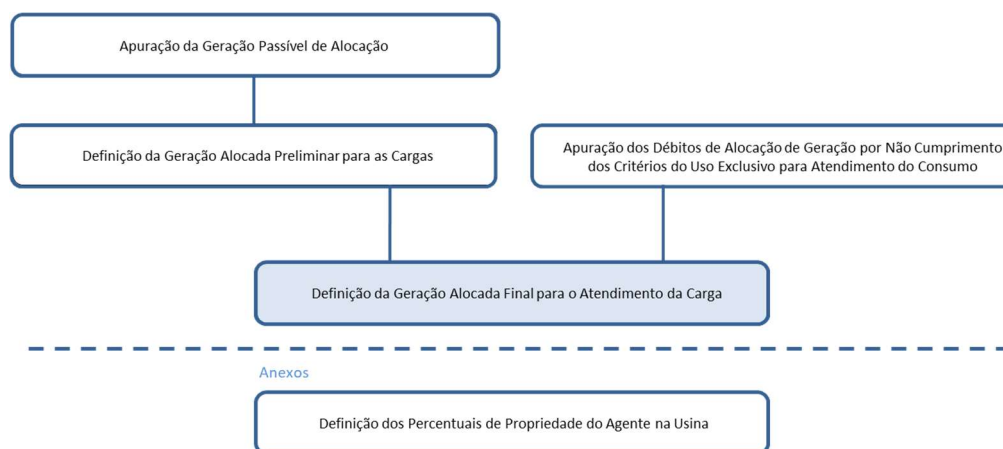 Apuração da Geração Passível de Alocação
Definição da Geração Alocada Preliminar para as Cargas
Apuração dos Débitos de Alocação de Geração por Não Cumprimento
dos Critérios do Uso Exclusivo para Atendimento do Consumo
Definição da Geração Alocada Final para o Atendimento da Carga
Anexos
Definição dos Percentuais de Propriedade do Agente na Usina